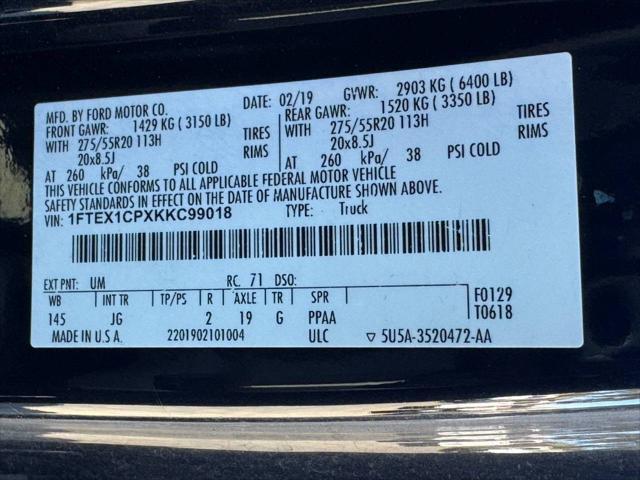 MFD. BY FORD MOTOR CO.
DATE: 02/19
GVWR: 2903 KG ( 6400 LB)
FRONT GAWR: 1429 KG ( 3150 LB)
REAR GAWR: 1520 KG ( 3350 LB)
WITH 275/55R20 113H TIRES
WITH 275/55R20 113H TIRES
20x8.5J RIMS
20x8.5J RIMS
AT 260 kPa/ 38 PSI COLD
AT 260 kPa/ 38 PSI COLD
THIS VEHICLE CONFORMS TO ALL APPLICABLE FEDERAL MOTOR VEHICLE
SAFETY STANDARDS IN EFFECT ON THE DATE OF MANUFACTURE SHOWN ABOVE.
VIN: 1FTEX1CPXKKC99018 TYPE: Truck
EXT PNT: UM RC: 71 DSO:
WB INT TR TP/PS R AXLE TR SPR
145 JG 2 19 G PPAA
F0129
T0618
MADE IN U.S.A. 2201902101004 ULC ▽ 5U5A-3520472-AA